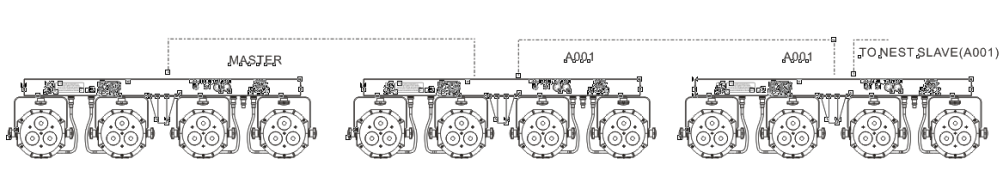 MASTER
A001
A001
TO NEST SLAVE(A001)